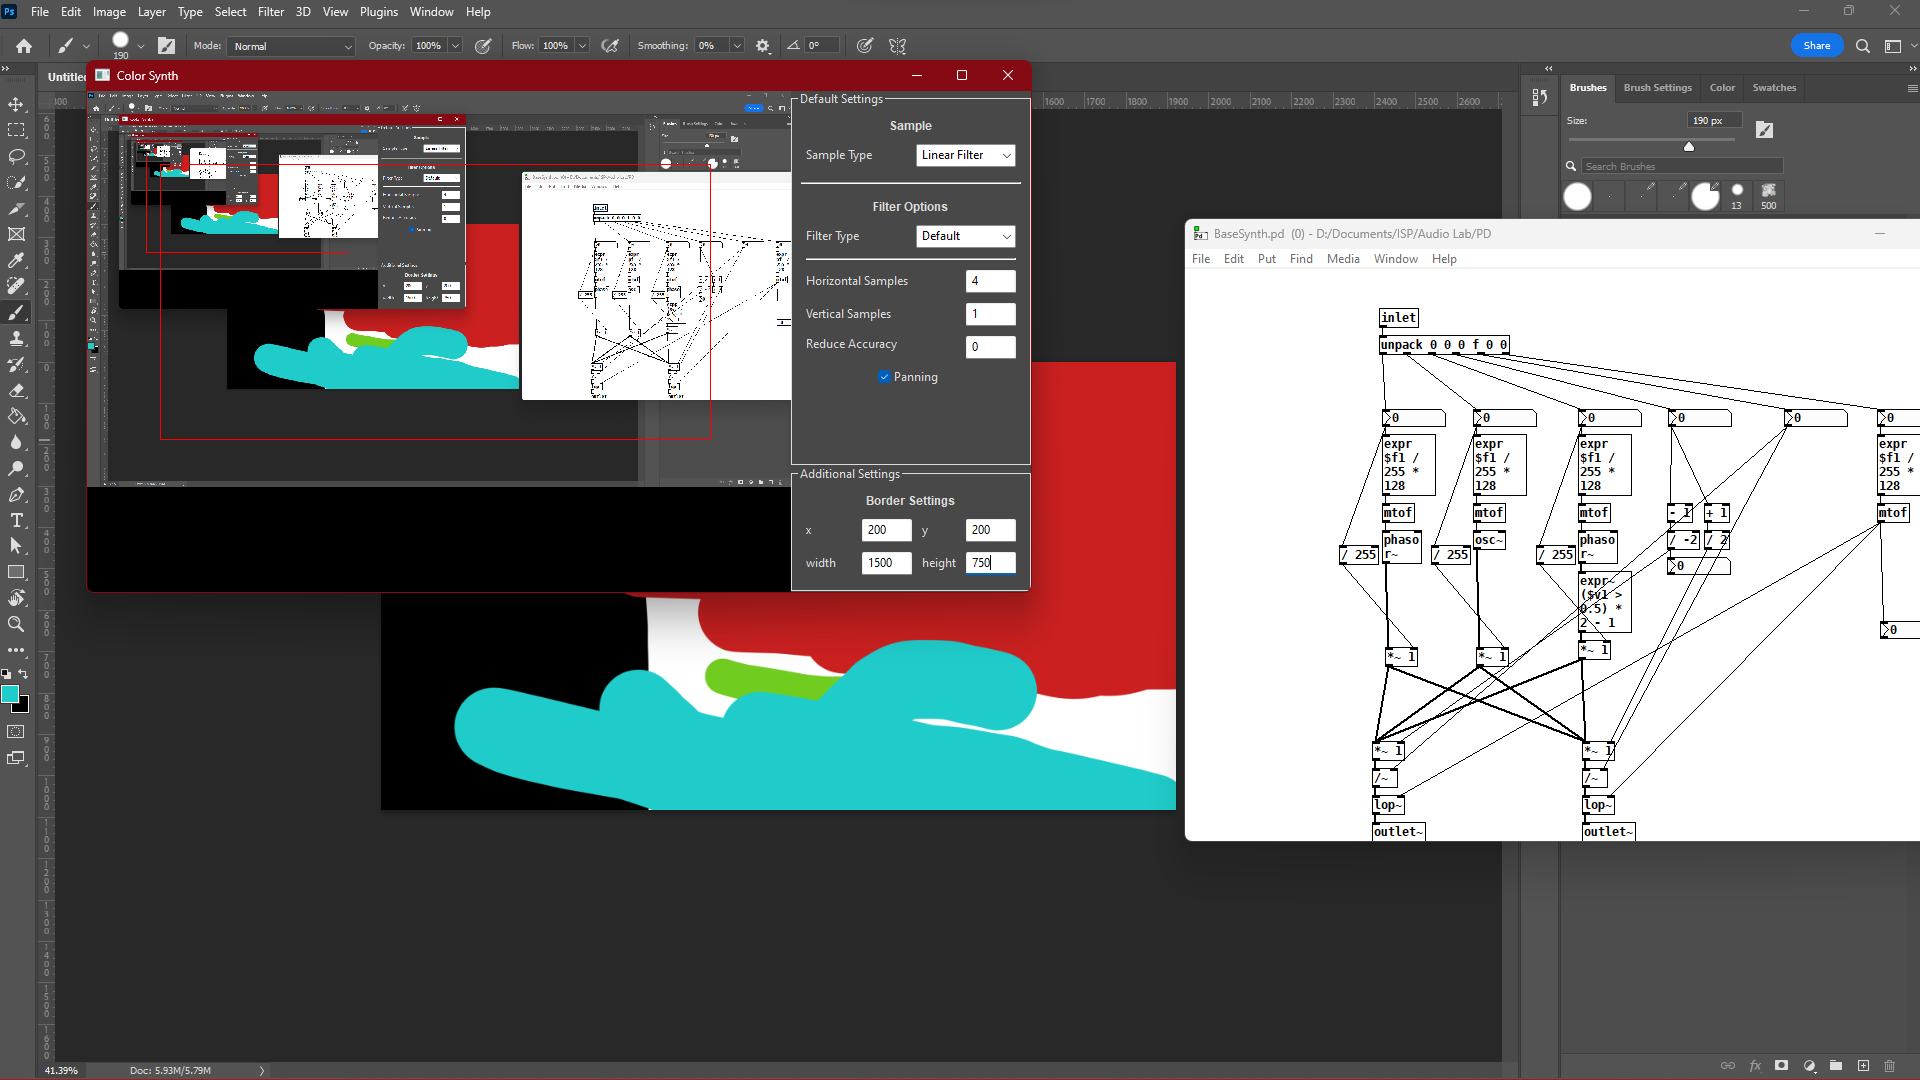 Ps File Edit Image Layer Type Select Filter 3D View Plugins Window Help
190 Mode: Normal Opacity: 100% Flow: 100% Smoothing: 0% 0° Share
Untitle
Color Synth
1600 1700 1800 1900 2000 2100 2200 2300 2400 2500 2600
Default Settings
Sample
Sample Type Linear Filter
Filter Options
Filter Type Default
Horizontal Samples 4
Vertical Samples 1
Reduce Accuracy 0
Panning
Additional Settings
Border Settings
x 200 y 200
width 1500 height 750
Brushes Brush Settings Color Swatches
Size: 190 px
Search Brushes
13 500
BaseSynth.pd (0) - D:/Documents/ISP/Audio Lab/PD
File Edit Put Find Media Window Help
inlet
unpack 0 0 0 f 0 0
0 0 0 0 0 0
expr $f1 / 255 * 128
expr $f1 / 255 * 128
expr $f1 / 255 * 128
expr $f1 / 255 * 128
mtof mtof mtof - 1 + 1 mtof
phasor~ osc~ phasor~ / -2 / 2
/ 255 / 255 / 255
0
expr~ ($v1 > 0.5) * 2 - 1
0
*~ 1 *~ 1 *~ 1
*~ 1 *~ 1
/~ /~
lop~ lop~
outlet~ outlet~
41.39% Doc: 5.93M/5.79M